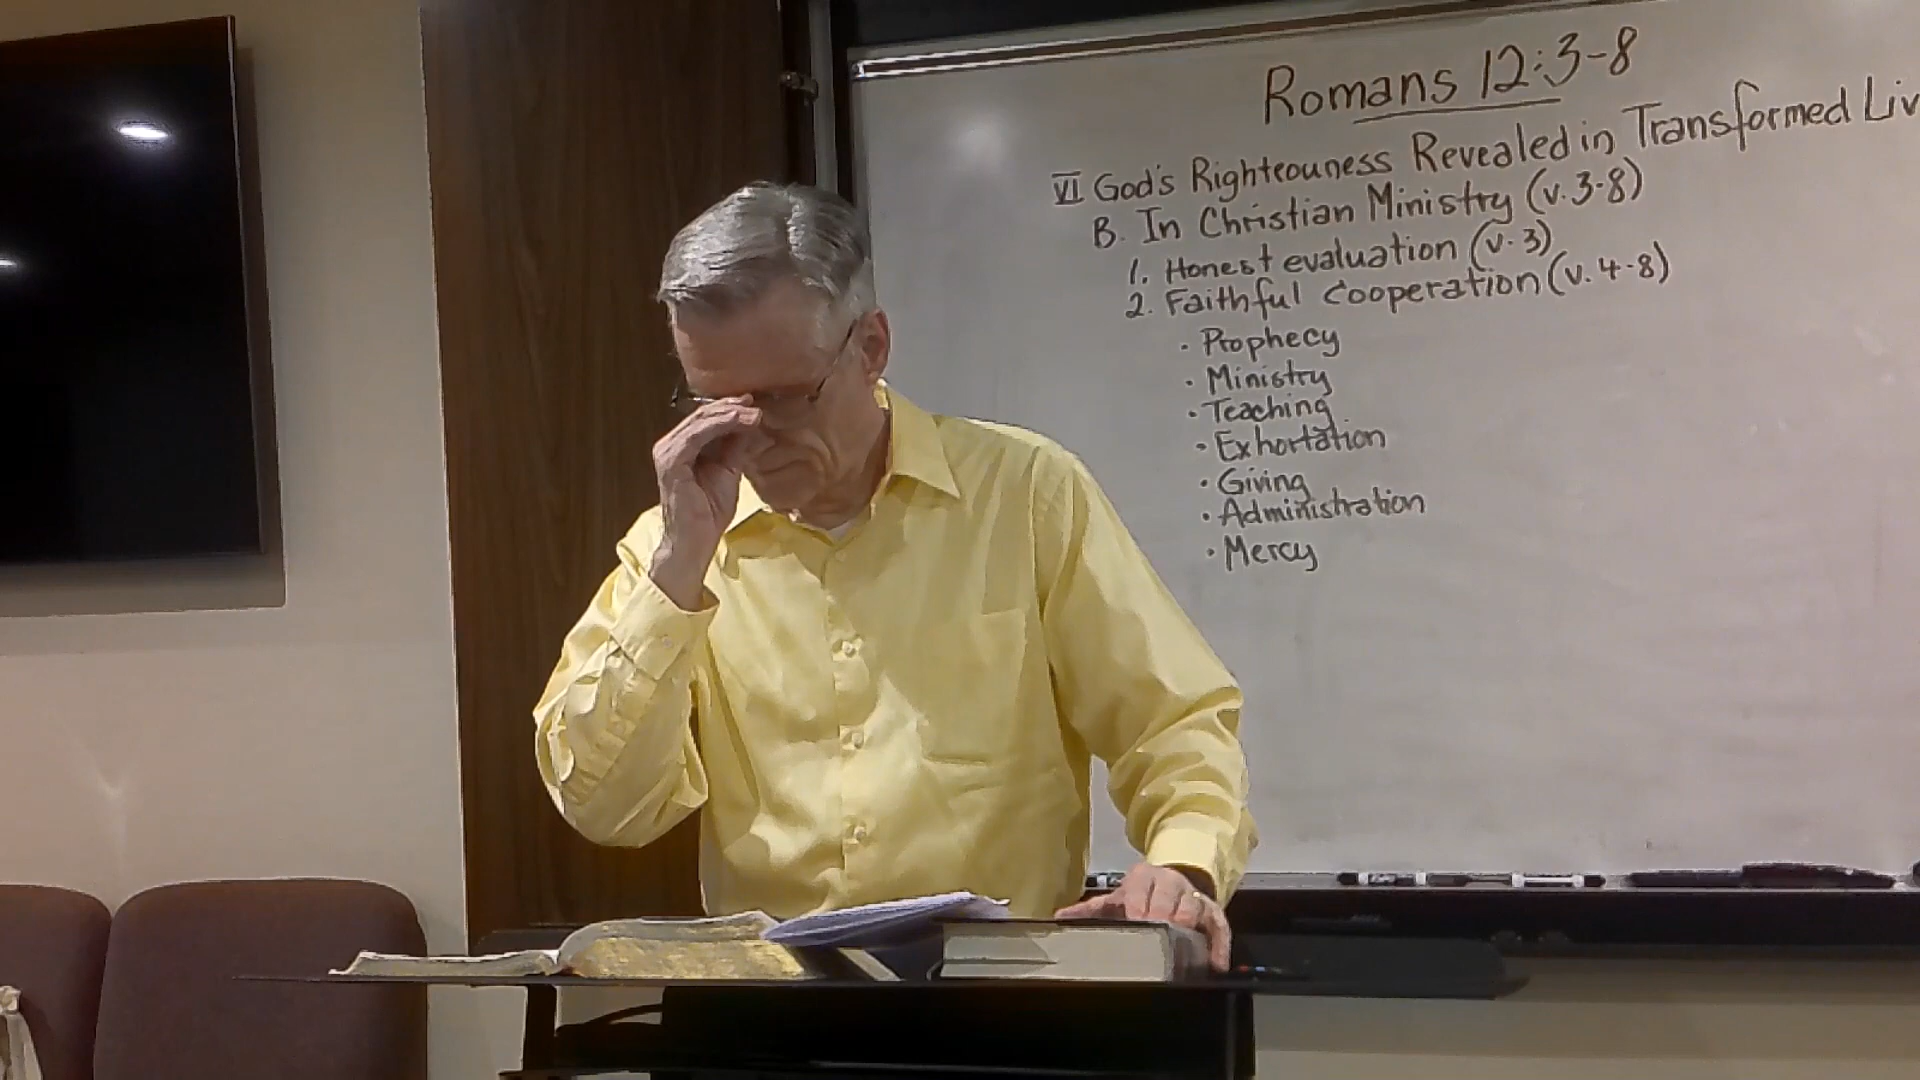 Romans 12:3-8
VI God's Righteouness Revealed in Transformed Liv
B. In Christian Ministry (v. 3-8)
1. Honest evaluation (v. 3)
2. Faithful Cooperation (v. 4-8)
• Prophecy
• Ministry
• Teaching
• Exhortation
• Giving
• Administration
• Mercy